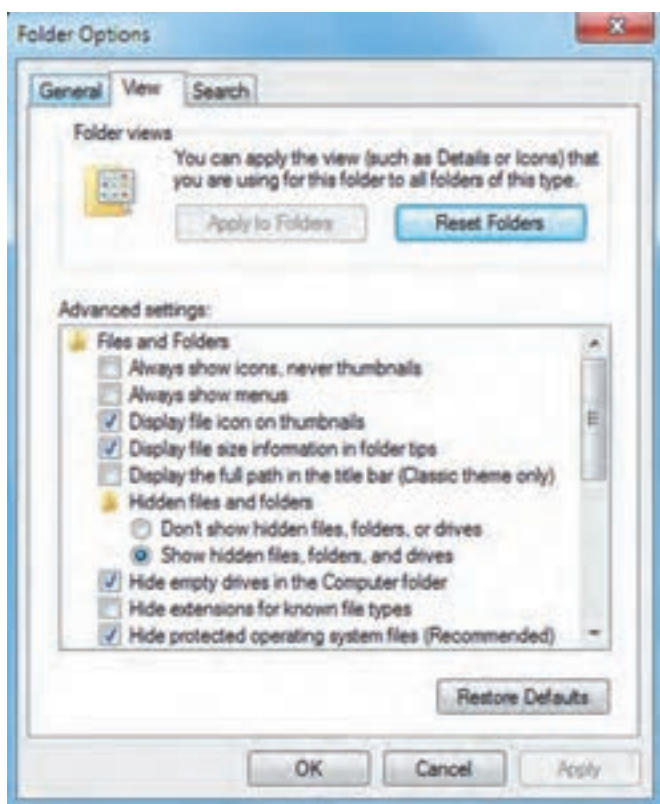 Folder Options
General View Search
Folder views
You can apply the view (such as Details or Icons) that
you are using for this folder to all folders of this type.
Apply to Folders Reset Folders
Advanced settings:
Files and Folders
Always show icons, never thumbnails
Always show menus
Display file icon on thumbnails
Display file size information in folder tips
Display the full path in the title bar (Classic theme only)
Hidden files and folders
Don't show hidden files, folders, or drives
Show hidden files, folders, and drives
Hide empty drives in the Computer folder
Hide extensions for known file types
Hide protected operating system files (Recommended)
Restore Defaults
OK Cancel Apply